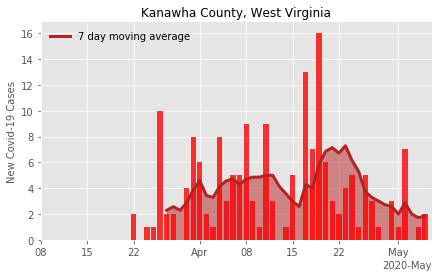 Kanawha County, West Virginia
7 day moving average
New Covid-19 Cases
16
14
12
10
8
6
4
2
0
08 15 22 Apr 08 15 22 May
2020-May